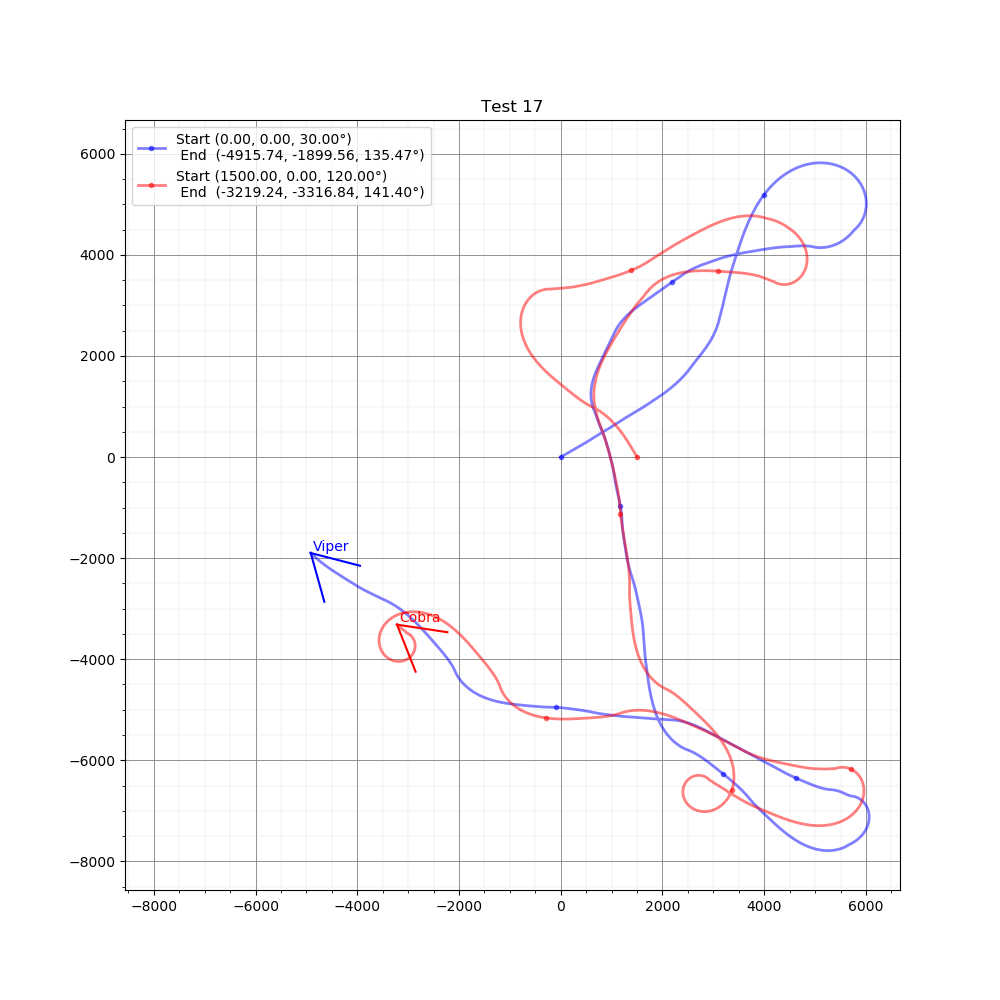 Test 17
Start (0.00, 0.00, 30.00°)
End  (-4915.74, -1899.56, 135.47°)
Start (1500.00, 0.00, 120.00°)
End  (-3219.24, -3316.84, 141.40°)
6000
4000
2000
0
−2000
−4000
−6000
−8000
Viper
Cobra
−8000 −6000 −4000 −2000 0 2000 4000 6000